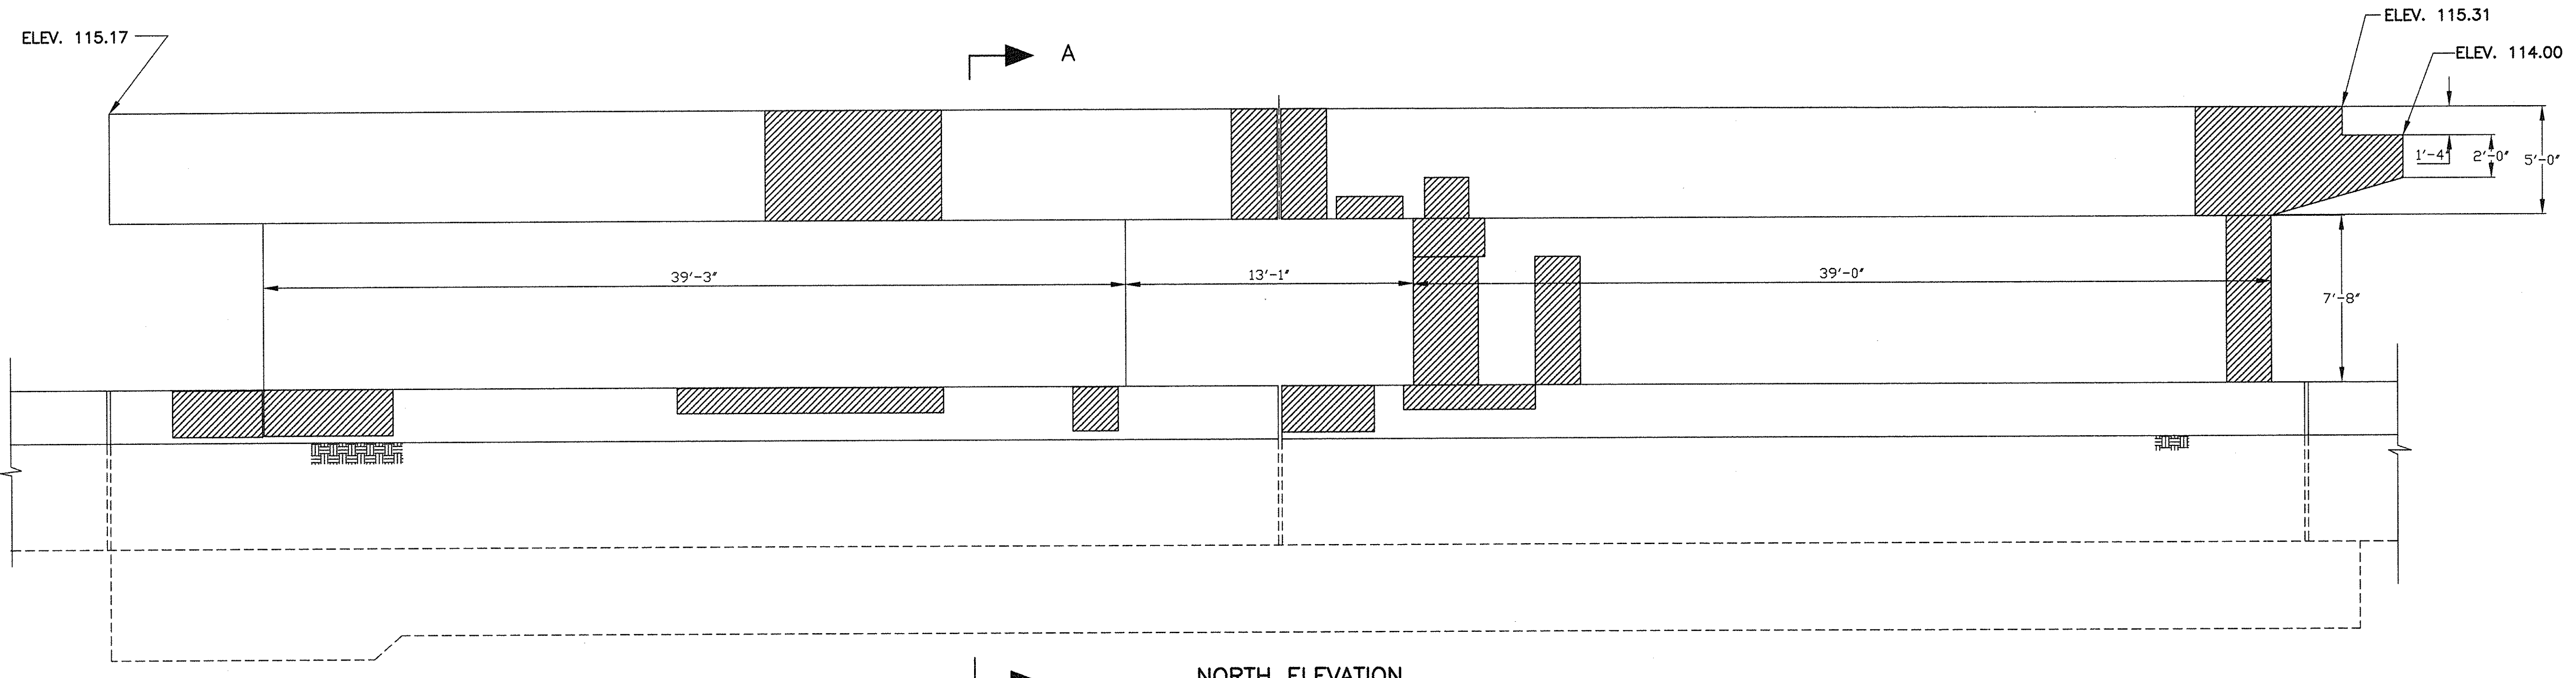 ELEV. 115.31
ELEV. 115.17
A
ELEV. 114.00
1'-4"
2'-0"
5'-0"
39'-3"
13'-1"
39'-0"
7'-8"
NORTH ELEVATION